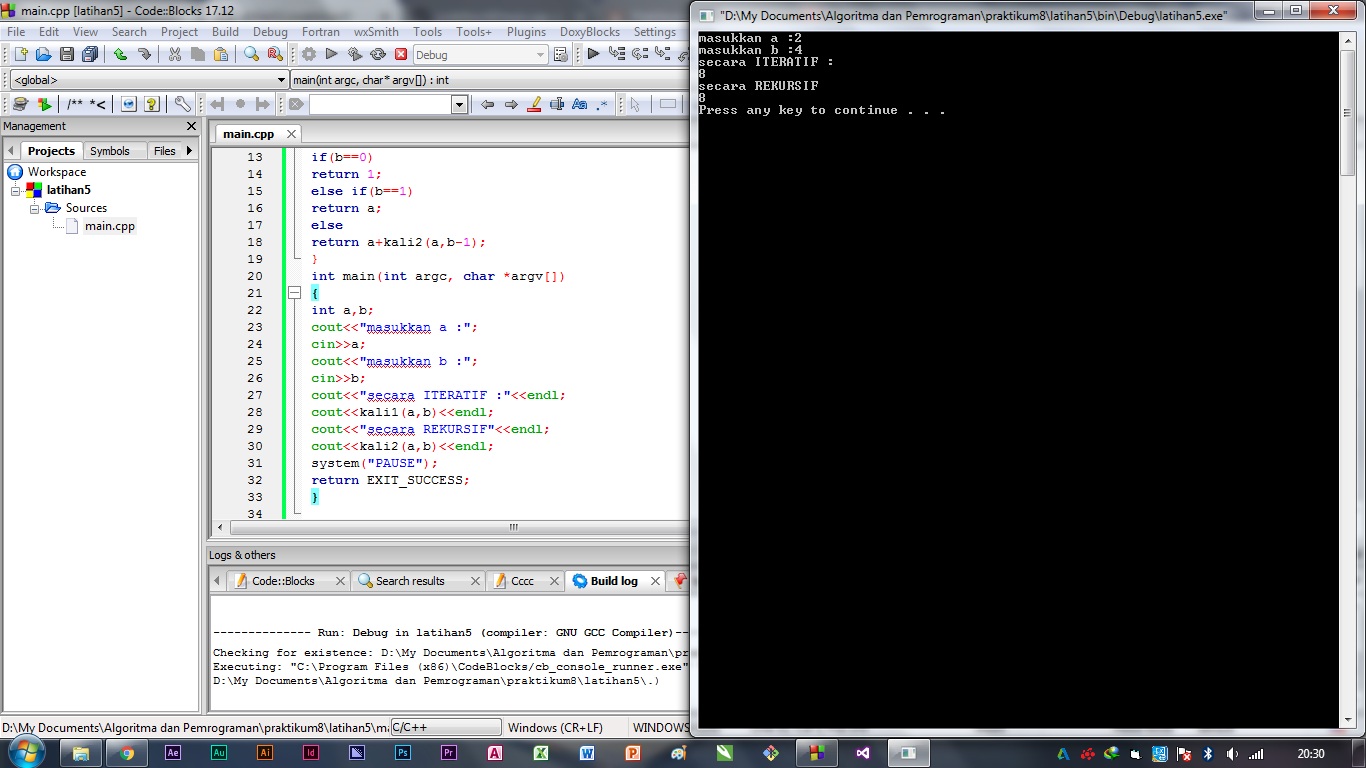 main.cpp [latihan5] - Code::Blocks 17.12
File Edit View Search Project Build Debug Fortran wxSmith Tools Tools+ Plugins DoxyBlocks Settings
Debug
<global> main(int argc, char* argv[]) : int
/** *< Aa .*
Management
Projects Symbols Files
Workspace
latihan5
Sources
main.cpp
main.cpp
13 if(b==0)
14 return 1;
15 else if(b==1)
16 return a;
17 else
18 return a+kali2(a,b-1);
19 }
20 int main(int argc, char *argv[])
21 {
22 int a,b;
23 cout<<"masukkan a :";
24 cin>>a;
25 cout<<"masukkan b :";
26 cin>>b;
27 cout<<"secara ITERATIF :"<<endl;
28 cout<<kali1(a,b)<<endl;
29 cout<<"secara REKURSIF"<<endl;
30 cout<<kali2(a,b)<<endl;
31 system("PAUSE");
32 return EXIT_SUCCESS;
33 }
34
Logs & others
Code::Blocks Search results Cccc Build log
-------------- Run: Debug in latihan5 (compiler: GNU GCC Compiler)--
Checking for existence: D:\My Documents\Algoritma dan Pemrograman\pr
Executing: "C:\Program Files (x86)\CodeBlocks/cb_console_runner.exe"
D:\My Documents\Algoritma dan Pemrograman\praktikum8\latihan5\.)
D:\My Documents\Algoritma dan Pemrograman\praktikum8\latihan5\ma C/C++ Windows (CR+LF) WINDOWS
"D:\My Documents\Algoritma dan Pemrograman\praktikum8\latihan5\bin\Debug\latihan5.exe"
masukkan a :2
masukkan b :4
secara ITERATIF :
8
secara REKURSIF
8
Press any key to continue . . .
Ae Au Ai Id Ps Pr A X W P 20:30